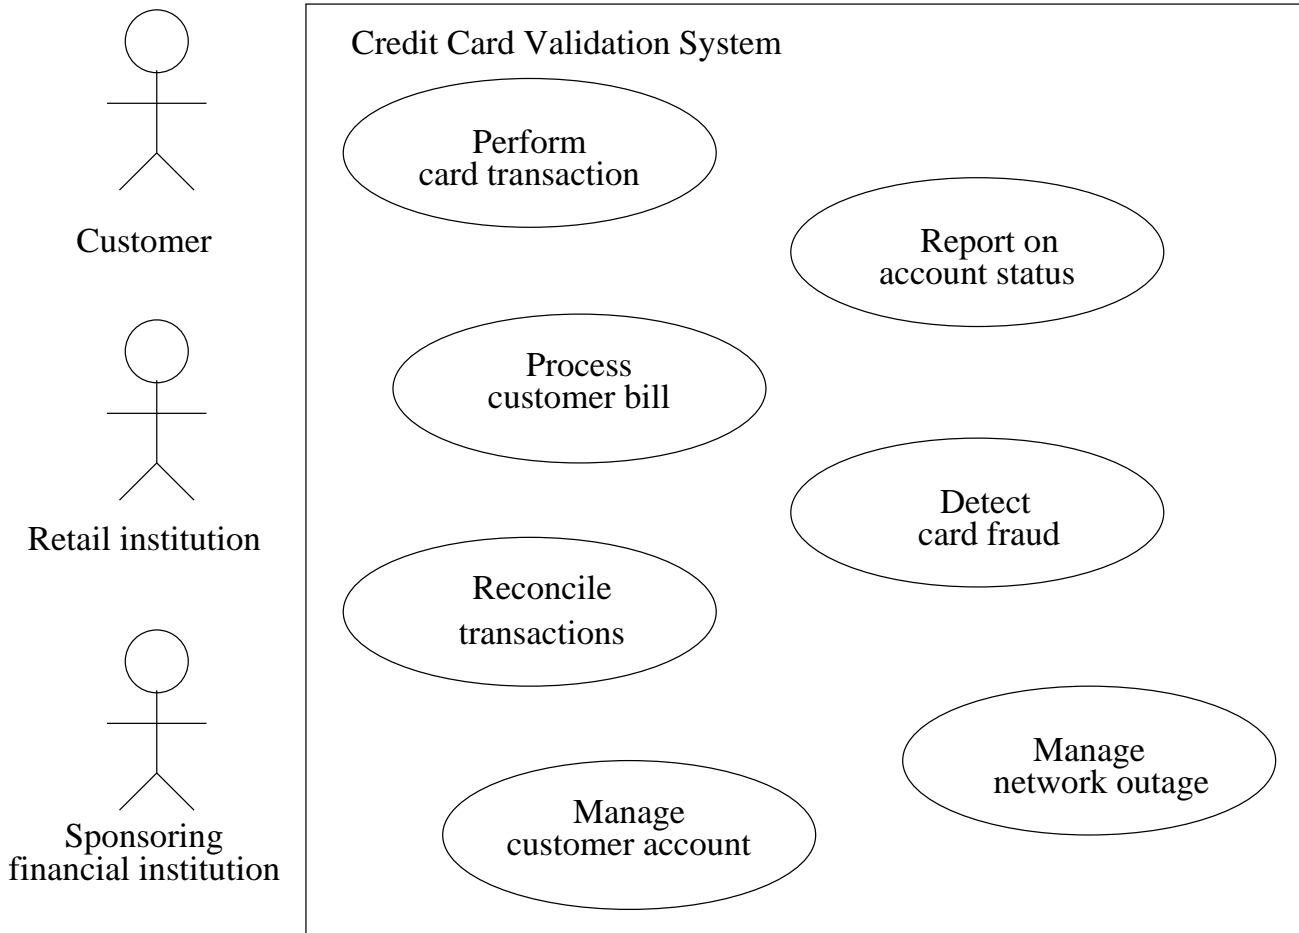 Credit Card Validation System
Perform
card transaction
Customer
Report on
account status
Process
customer bill
Retail institution
Detect
card fraud
Reconcile
transactions
Manage
network outage
Sponsoring
financial institution
Manage
customer account